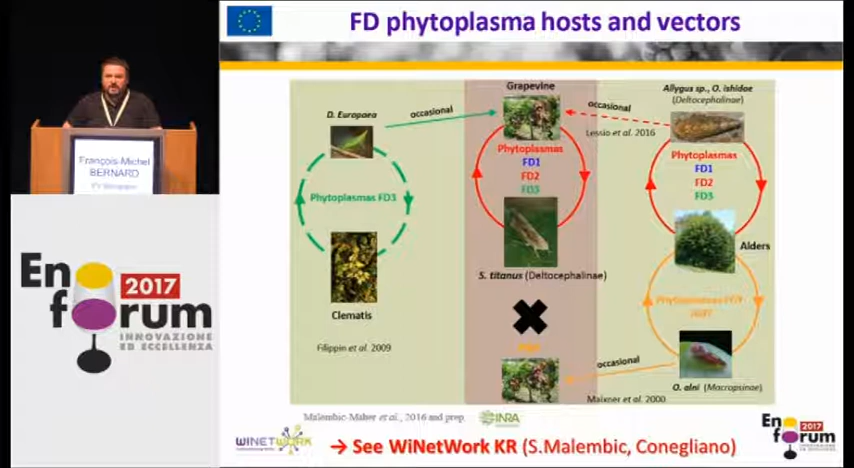 FD phytoplasma hosts and vectors
François-Michel
BERNARD
En
forum
2017
INNOVAZIONE
ED ECCELLENZA
D. Europaea
occasional
Phytoplasmas FD3
Clematis
Filippin et al. 2009
Grapevine
Phytoplasmas
FD1
FD2
FD3
S. titanus (Deltocephalinae)
Allygus sp., O. ishidae
(Deltocephalinae)
occasional
Lessio et al. 2016
Phytoplasmas
FD1
FD2
FD3
Alders
occasional
O. alni (Macropsinae)
Maixner et al. 2000
Malembic-Maher et al., 2016 and prep.
INRA
WINETWORK
→ See WiNetWork KR (S.Malembic, Conegliano)
En
forum
2017